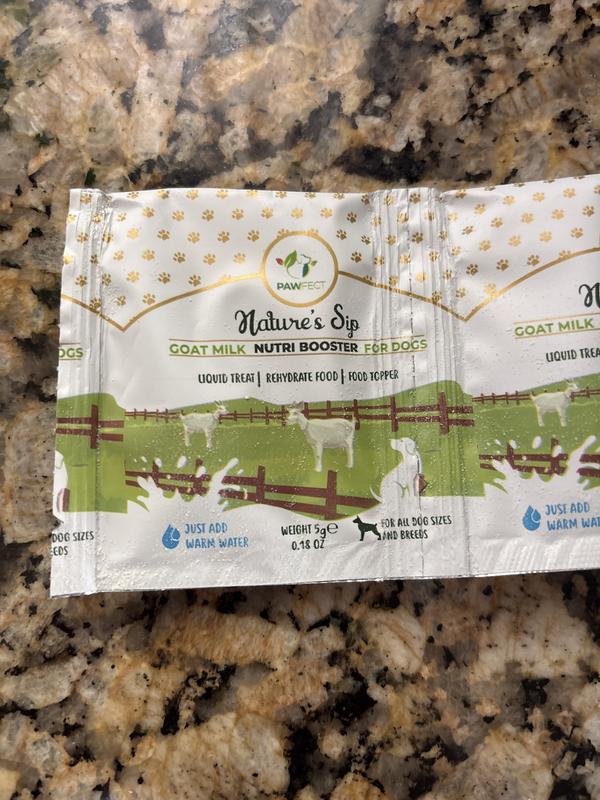 PAWFECT
Nature's Sip
GOAT MILK NUTRI BOOSTER FOR DOGS
LIQUID TREAT | REHYDRATE FOOD | FOOD TOPPER
JUST ADD
WARM WATER
WEIGHT 5g℮
0.18 OZ
FOR ALL DOG SIZES
AND BREEDS
OGS
DOG SIZES
EDS
N
GOAT MILK
LIQUID TREA
JUST ADD
WARM WAT